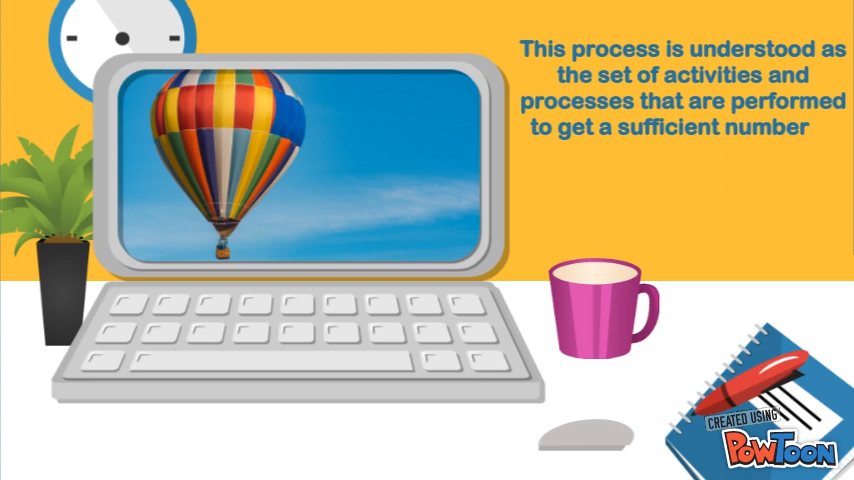 This process is understood as
the set of activities and
processes that are performed
to get a sufficient number
CREATED USING
POWTOON